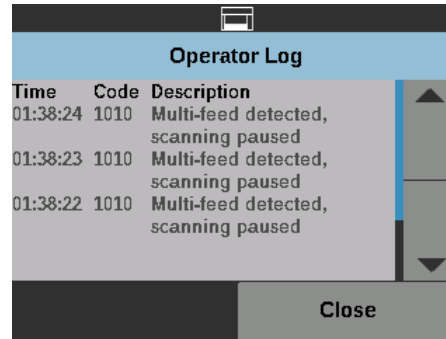 Operator Log
Time Code Description
01:38:24 1010 Multi-feed detected,
scanning paused
01:38:23 1010 Multi-feed detected,
scanning paused
01:38:22 1010 Multi-feed detected,
scanning paused
Close